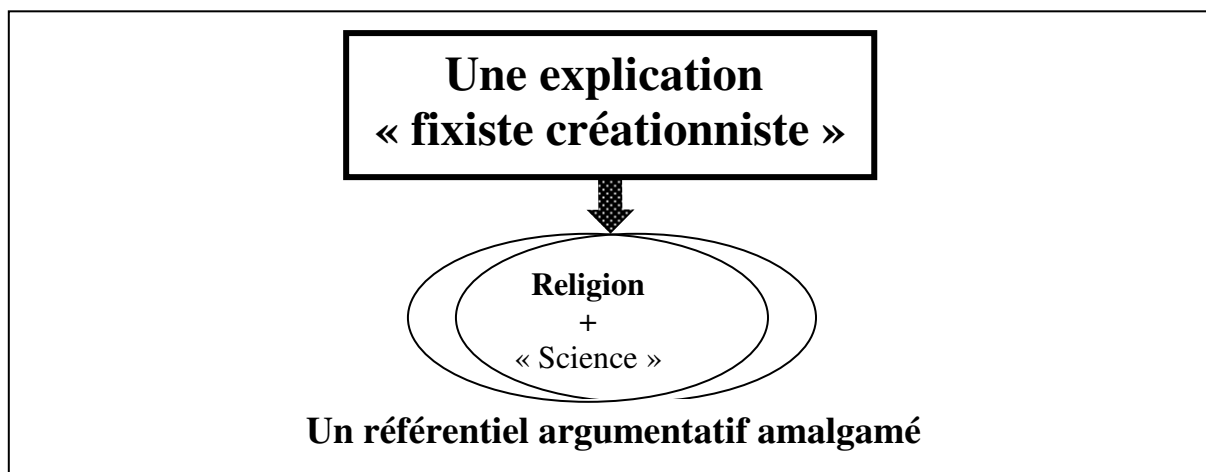 Une explication
« fixiste créationniste »
Religion
+
« Science »
Un référentiel argumentatif amalgamé